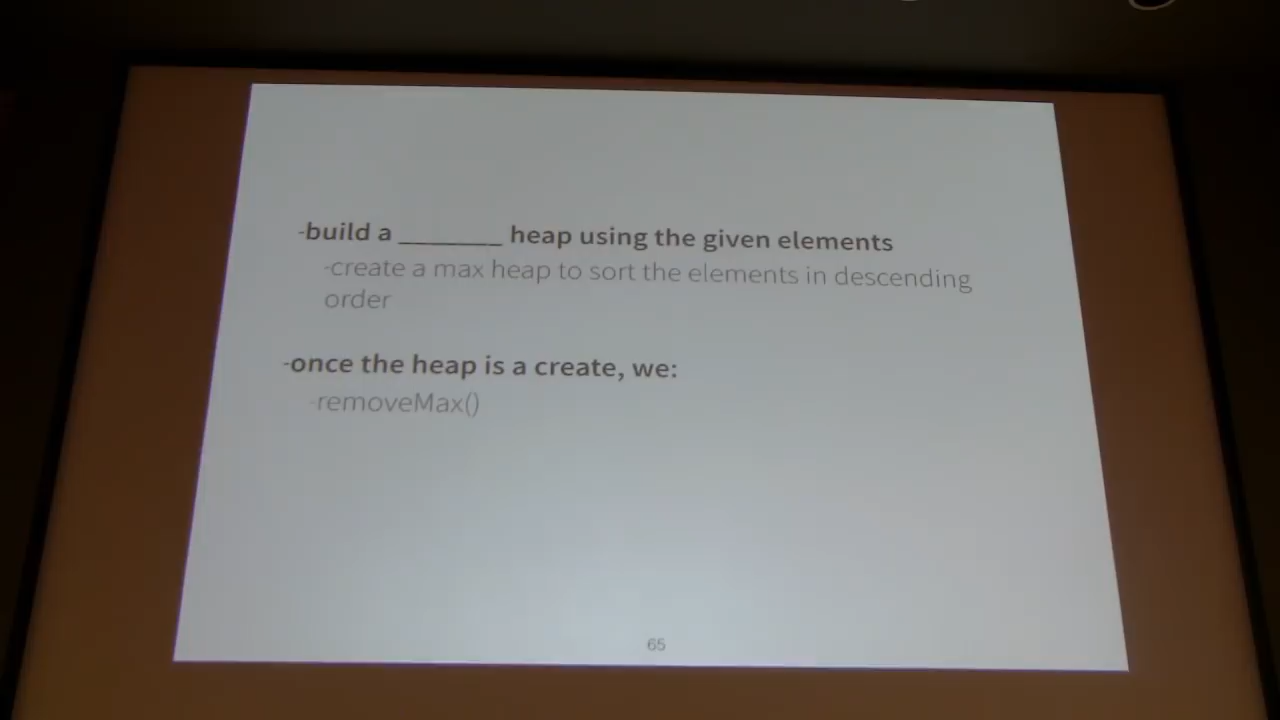 -build a _______ heap using the given elements
-create a max heap to sort the elements in descending
order
-once the heap is a create, we:
-removeMax()
65